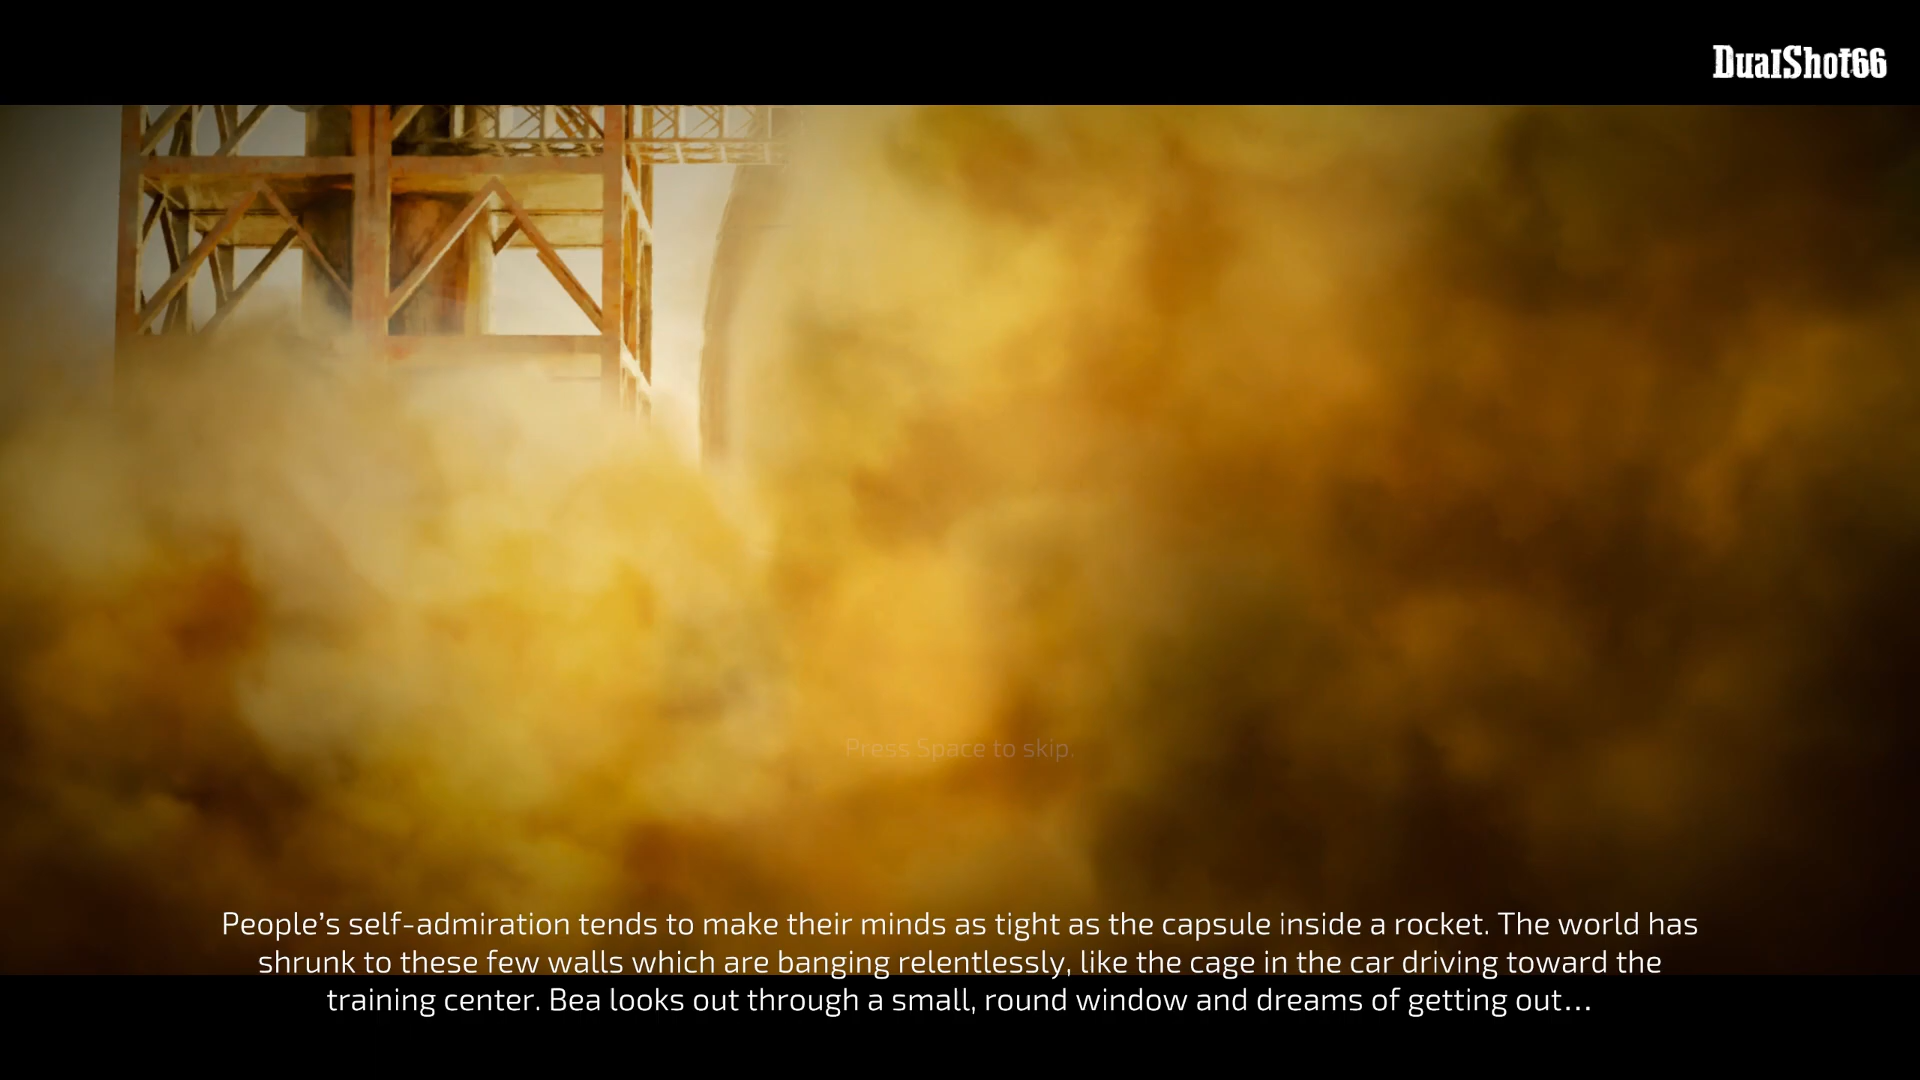 DualShot66
Press Space to skip.
People’s self-admiration tends to make their minds as tight as the capsule inside a rocket. The world has
shrunk to these few walls which are banging relentlessly, like the cage in the car driving toward the
training center. Bea looks out through a small, round window and dreams of getting out…